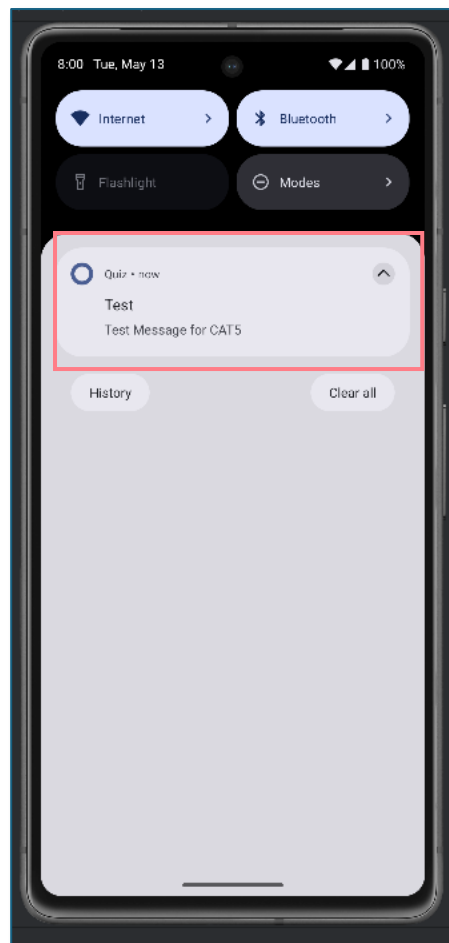 8:00 Tue, May 13 100%
Internet Bluetooth
Flashlight Modes
Quiz • now
Test
Test Message for CAT5
History Clear all